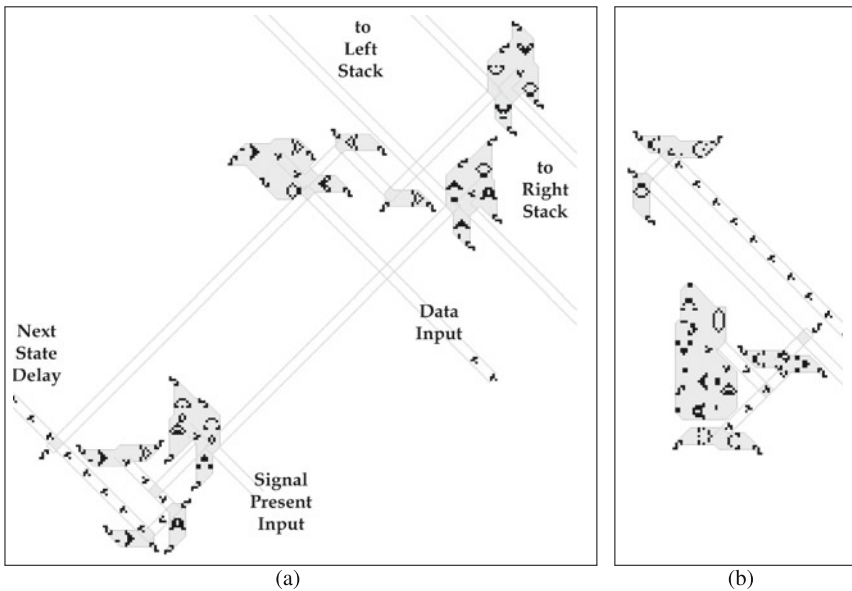 to
Left
Stack
to
Right
Stack
Data
Input
Next
State
Delay
Signal
Present
Input
(a)
(b)